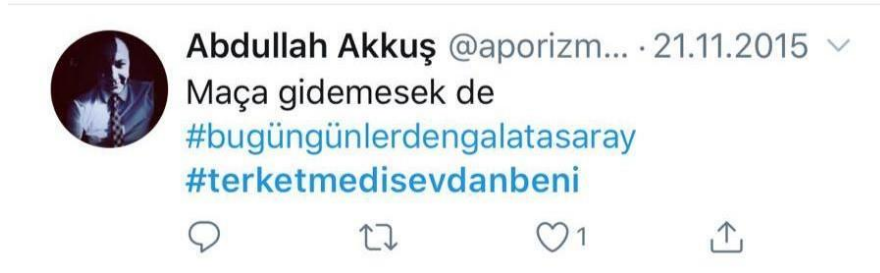 Abdullah Akkuş @aporizm... · 21.11.2015
Maça gidemesek de
#bugüngünlerdengalatasaray
#terketmedisevdanbeni
1